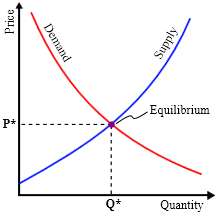 Price
Demand
Supply
Equilibrium
P*
Q*
Quantity